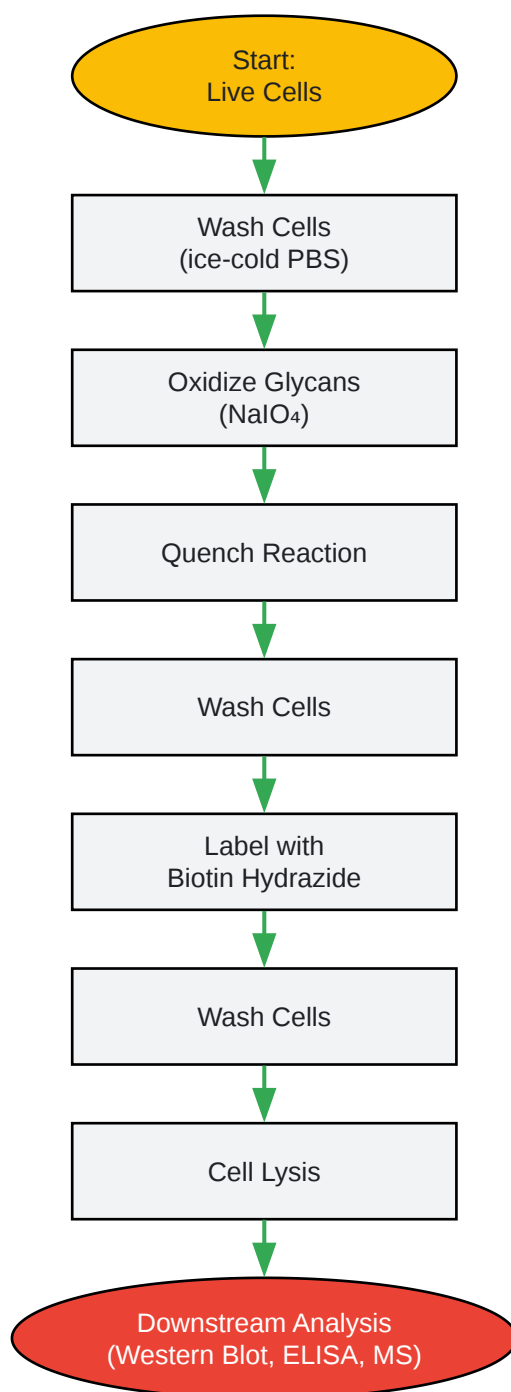 Start:
Live Cells
Wash Cells
(ice-cold PBS)
Oxidize Glycans
(NaIO₄)
Quench Reaction
Wash Cells
Label with
Biotin Hydrazide
Wash Cells
Cell Lysis
Downstream Analysis
(Western Blot, ELISA, MS)